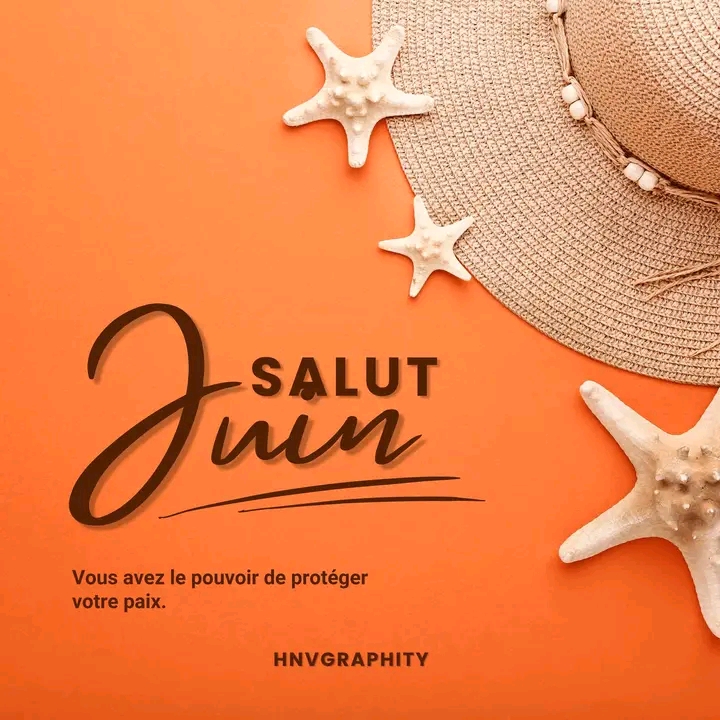 SALUT
Juin
Vous avez le pouvoir de protéger
votre paix.
HNVGRAPHITY